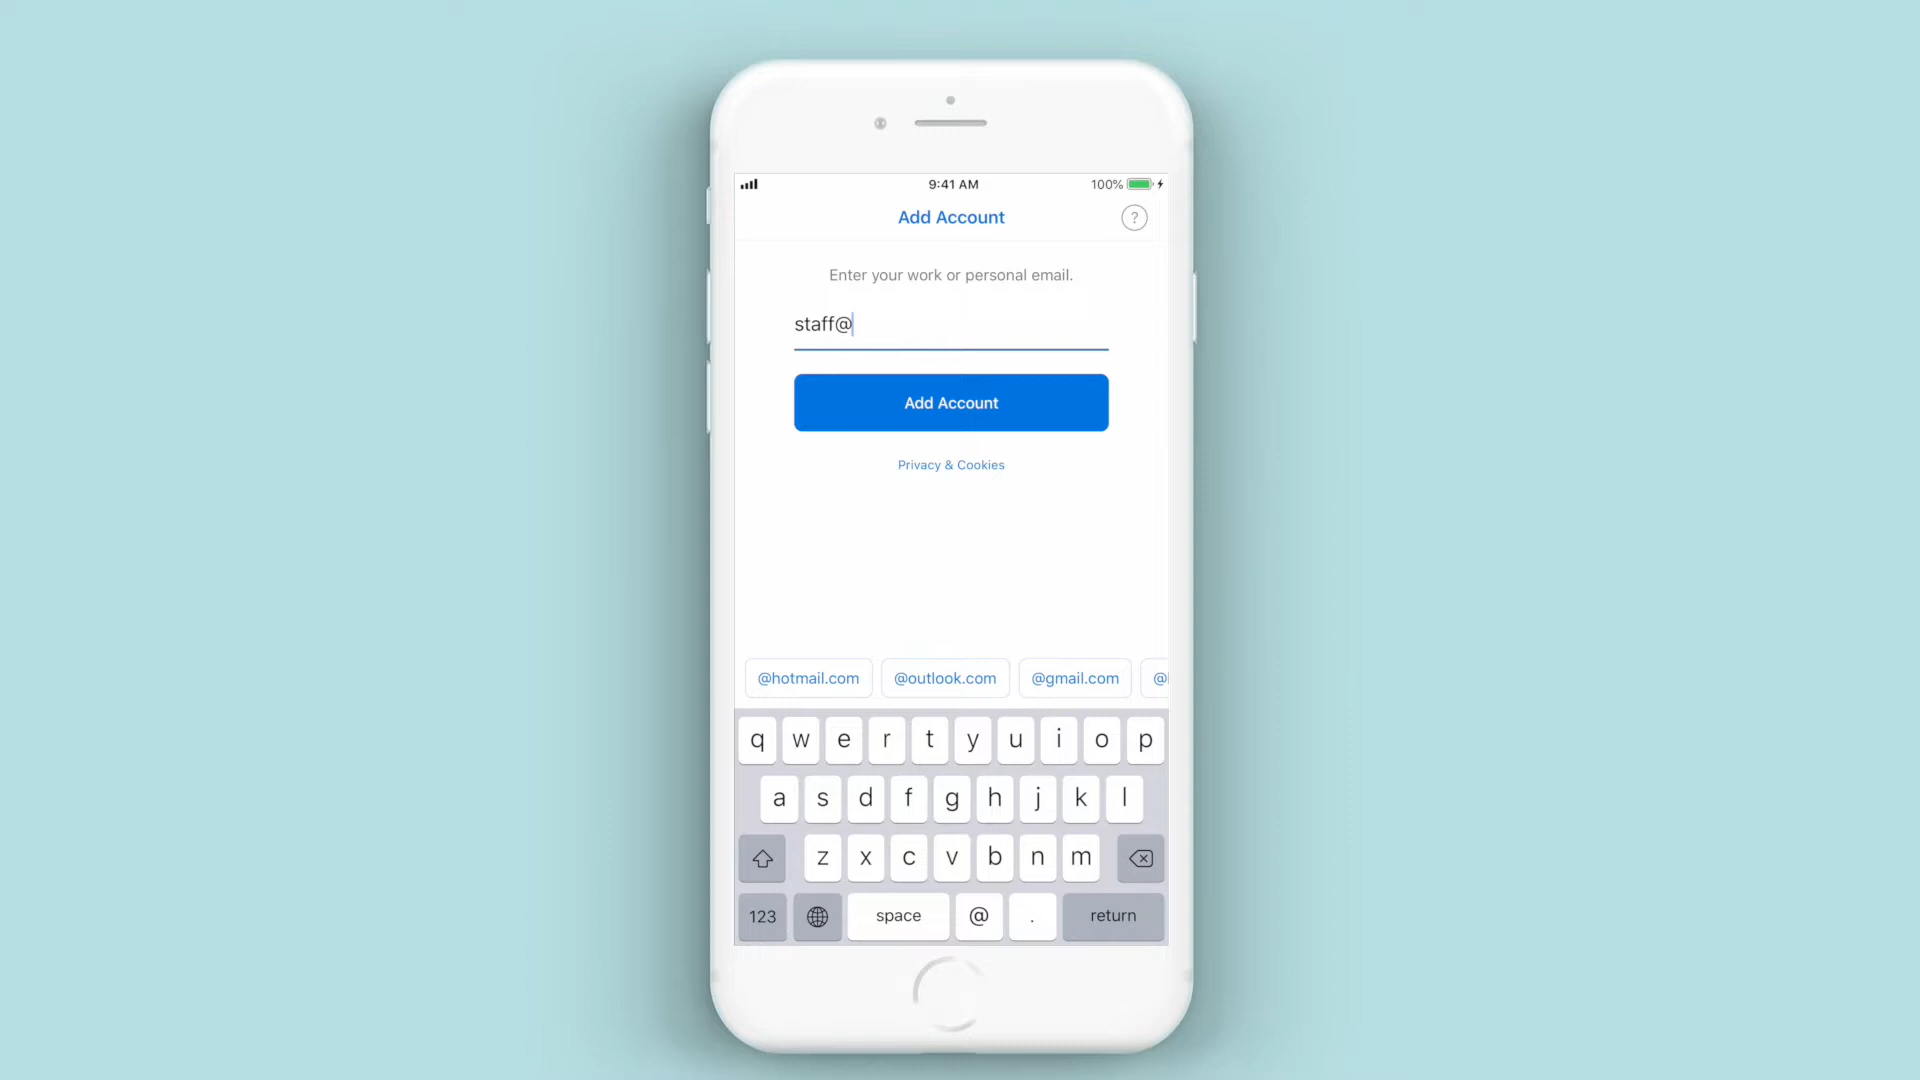 9:41 AM 100%
Add Account ?
Enter your work or personal email.
staff@
Add Account
Privacy & Cookies
@hotmail.com @outlook.com @gmail.com @
q w e r t y u i o p
a s d f g h j k l
z x c v b n m
123 space @ . return